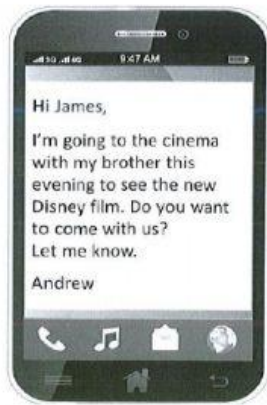 9:47 AM
Hi James,
I'm going to the cinema
with my brother this
evening to see the new
Disney film. Do you want
to come with us?
Let me know.
Andrew